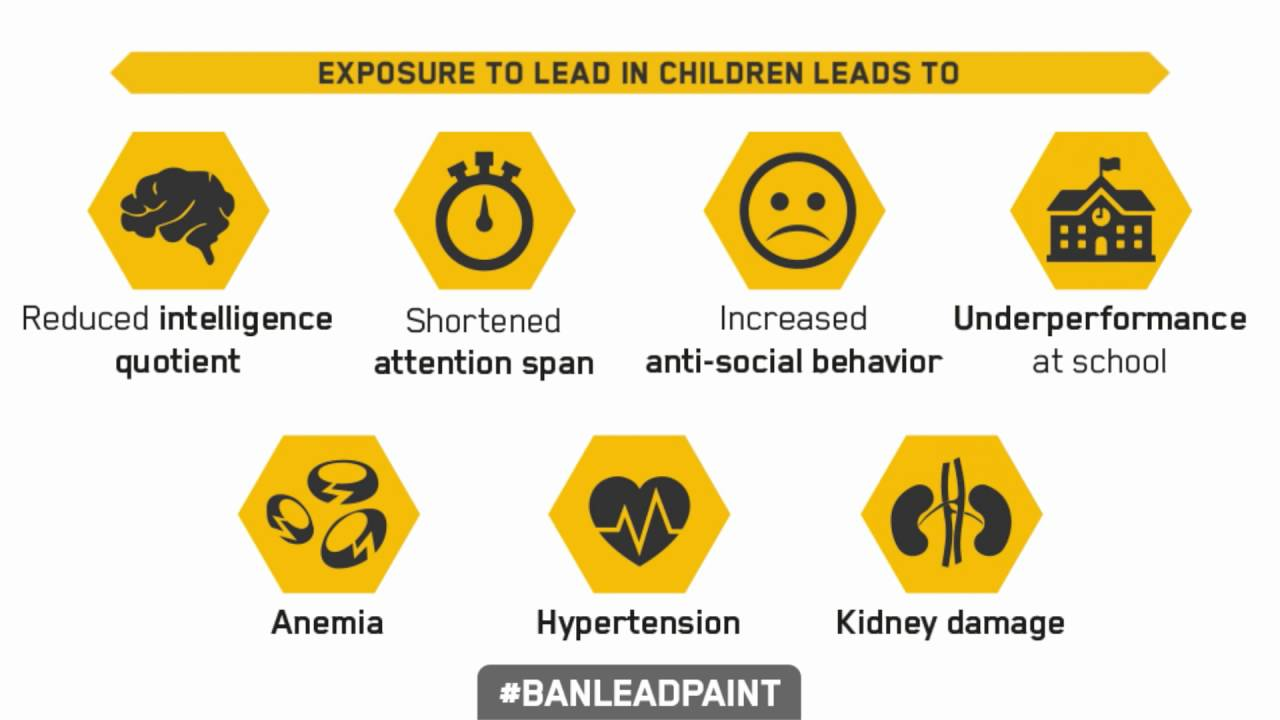 EXPOSURE TO LEAD IN CHILDREN LEADS TO
Reduced intelligence
quotient
Shortened
attention span
Increased
anti-social behavior
Underperformance
at school
Anemia
Hypertension
Kidney damage
#BANLEADPAINT